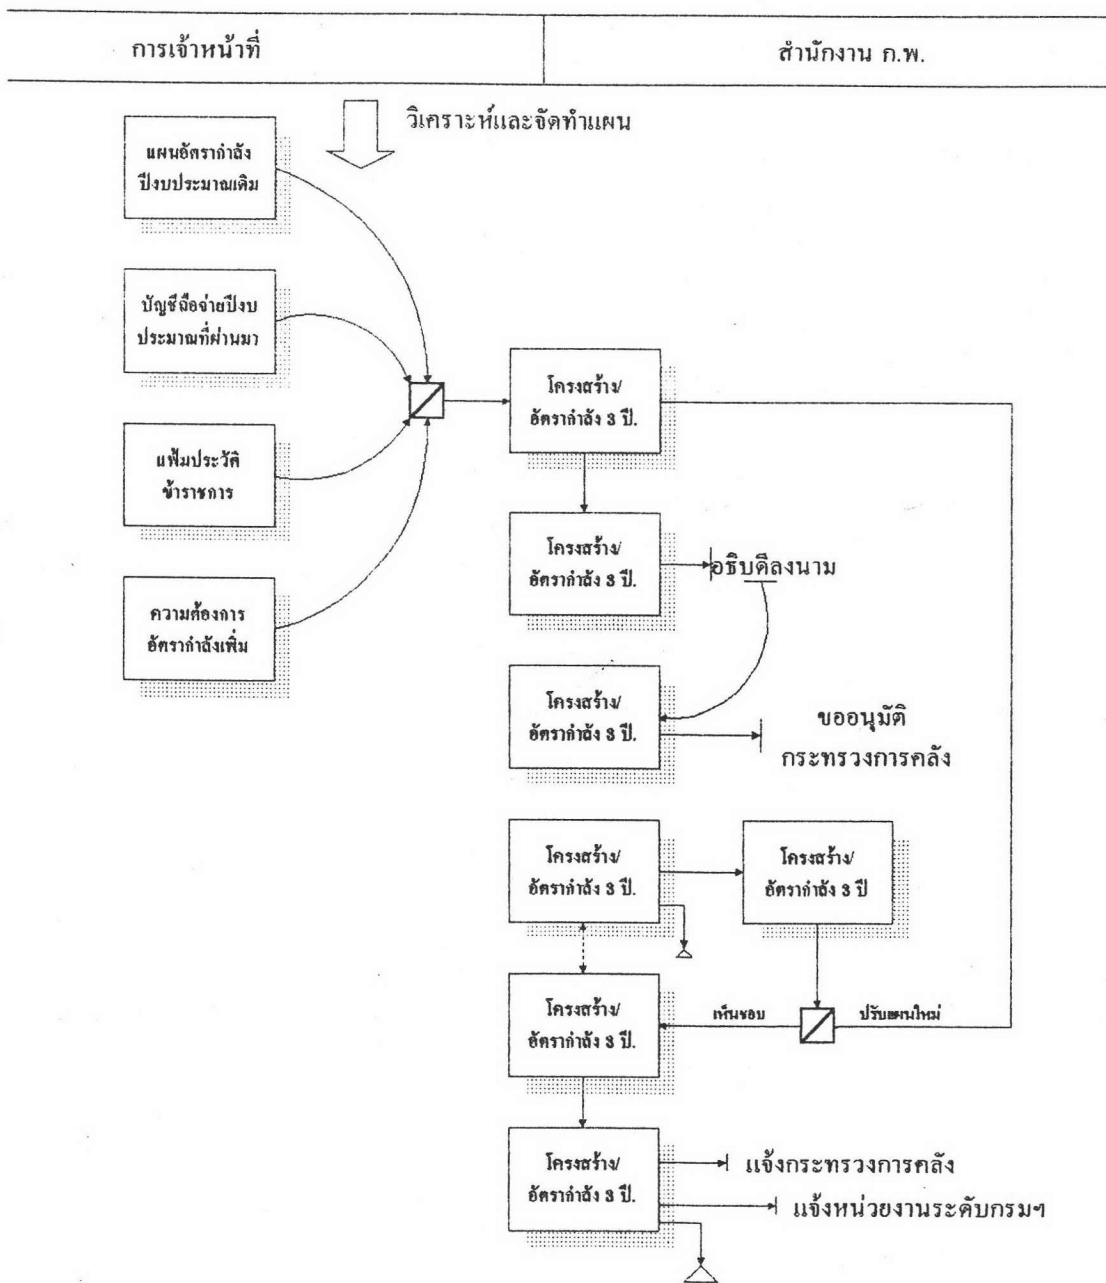 การเจ้าหน้าที่
สำนักงาน ก.พ.
วิเคราะห์และจัดทำแผน
แผนอัตรากำลัง
ปีงบประมาณเดิม
บัญชีถือจ่ายปีงบ
ประมาณที่ผ่านมา
แฟ้มประวัติ
ข้าราชการ
ความต้องการ
อัตรากำลังเพิ่ม
โครงสร้าง/
อัตรากำลัง 3 ปี.
โครงสร้าง/
อัตรากำลัง 3 ปี.
อธิบดีลงนาม
โครงสร้าง/
อัตรากำลัง 3 ปี.
ขออนุมัติ
กระทรวงการคลัง
โครงสร้าง/
อัตรากำลัง 3 ปี.
โครงสร้าง/
อัตรากำลัง 3 ปี
โครงสร้าง/
อัตรากำลัง 3 ปี.
เห็นชอบ
ปรับแผนใหม่
โครงสร้าง/
อัตรากำลัง 3 ปี.
แจ้งกระทรวงการคลัง
แจ้งหน่วยงานระดับกรมฯ